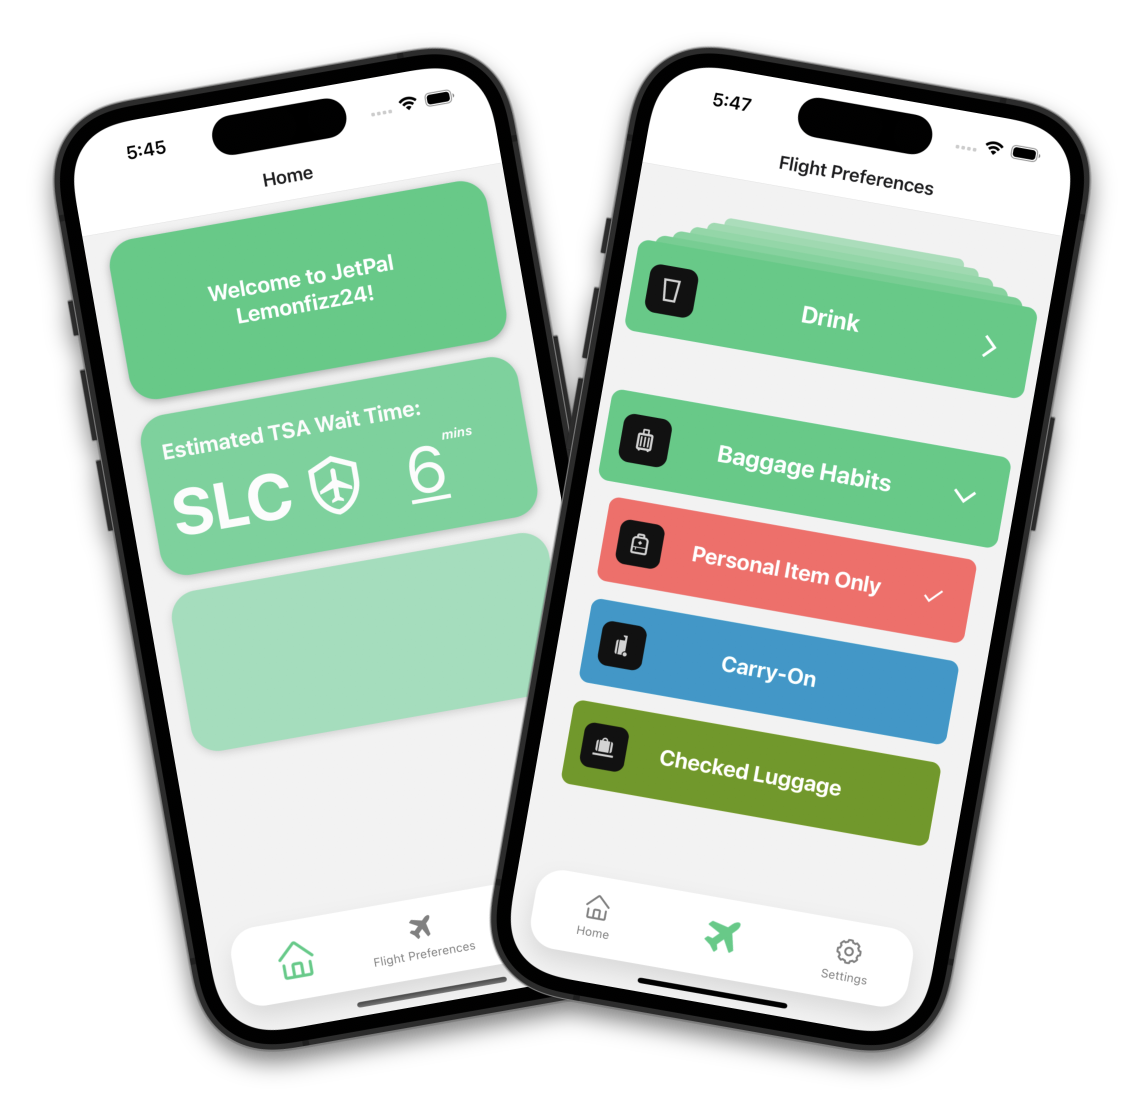 5:45
Home
Welcome to JetPal
Lemonfizz24!
Estimated TSA Wait Time:
SLC 6 mins
Flight Preferences
5:47
Flight Preferences
Drink
Baggage Habits
Personal Item Only
Carry-On
Checked Luggage
Home
Settings